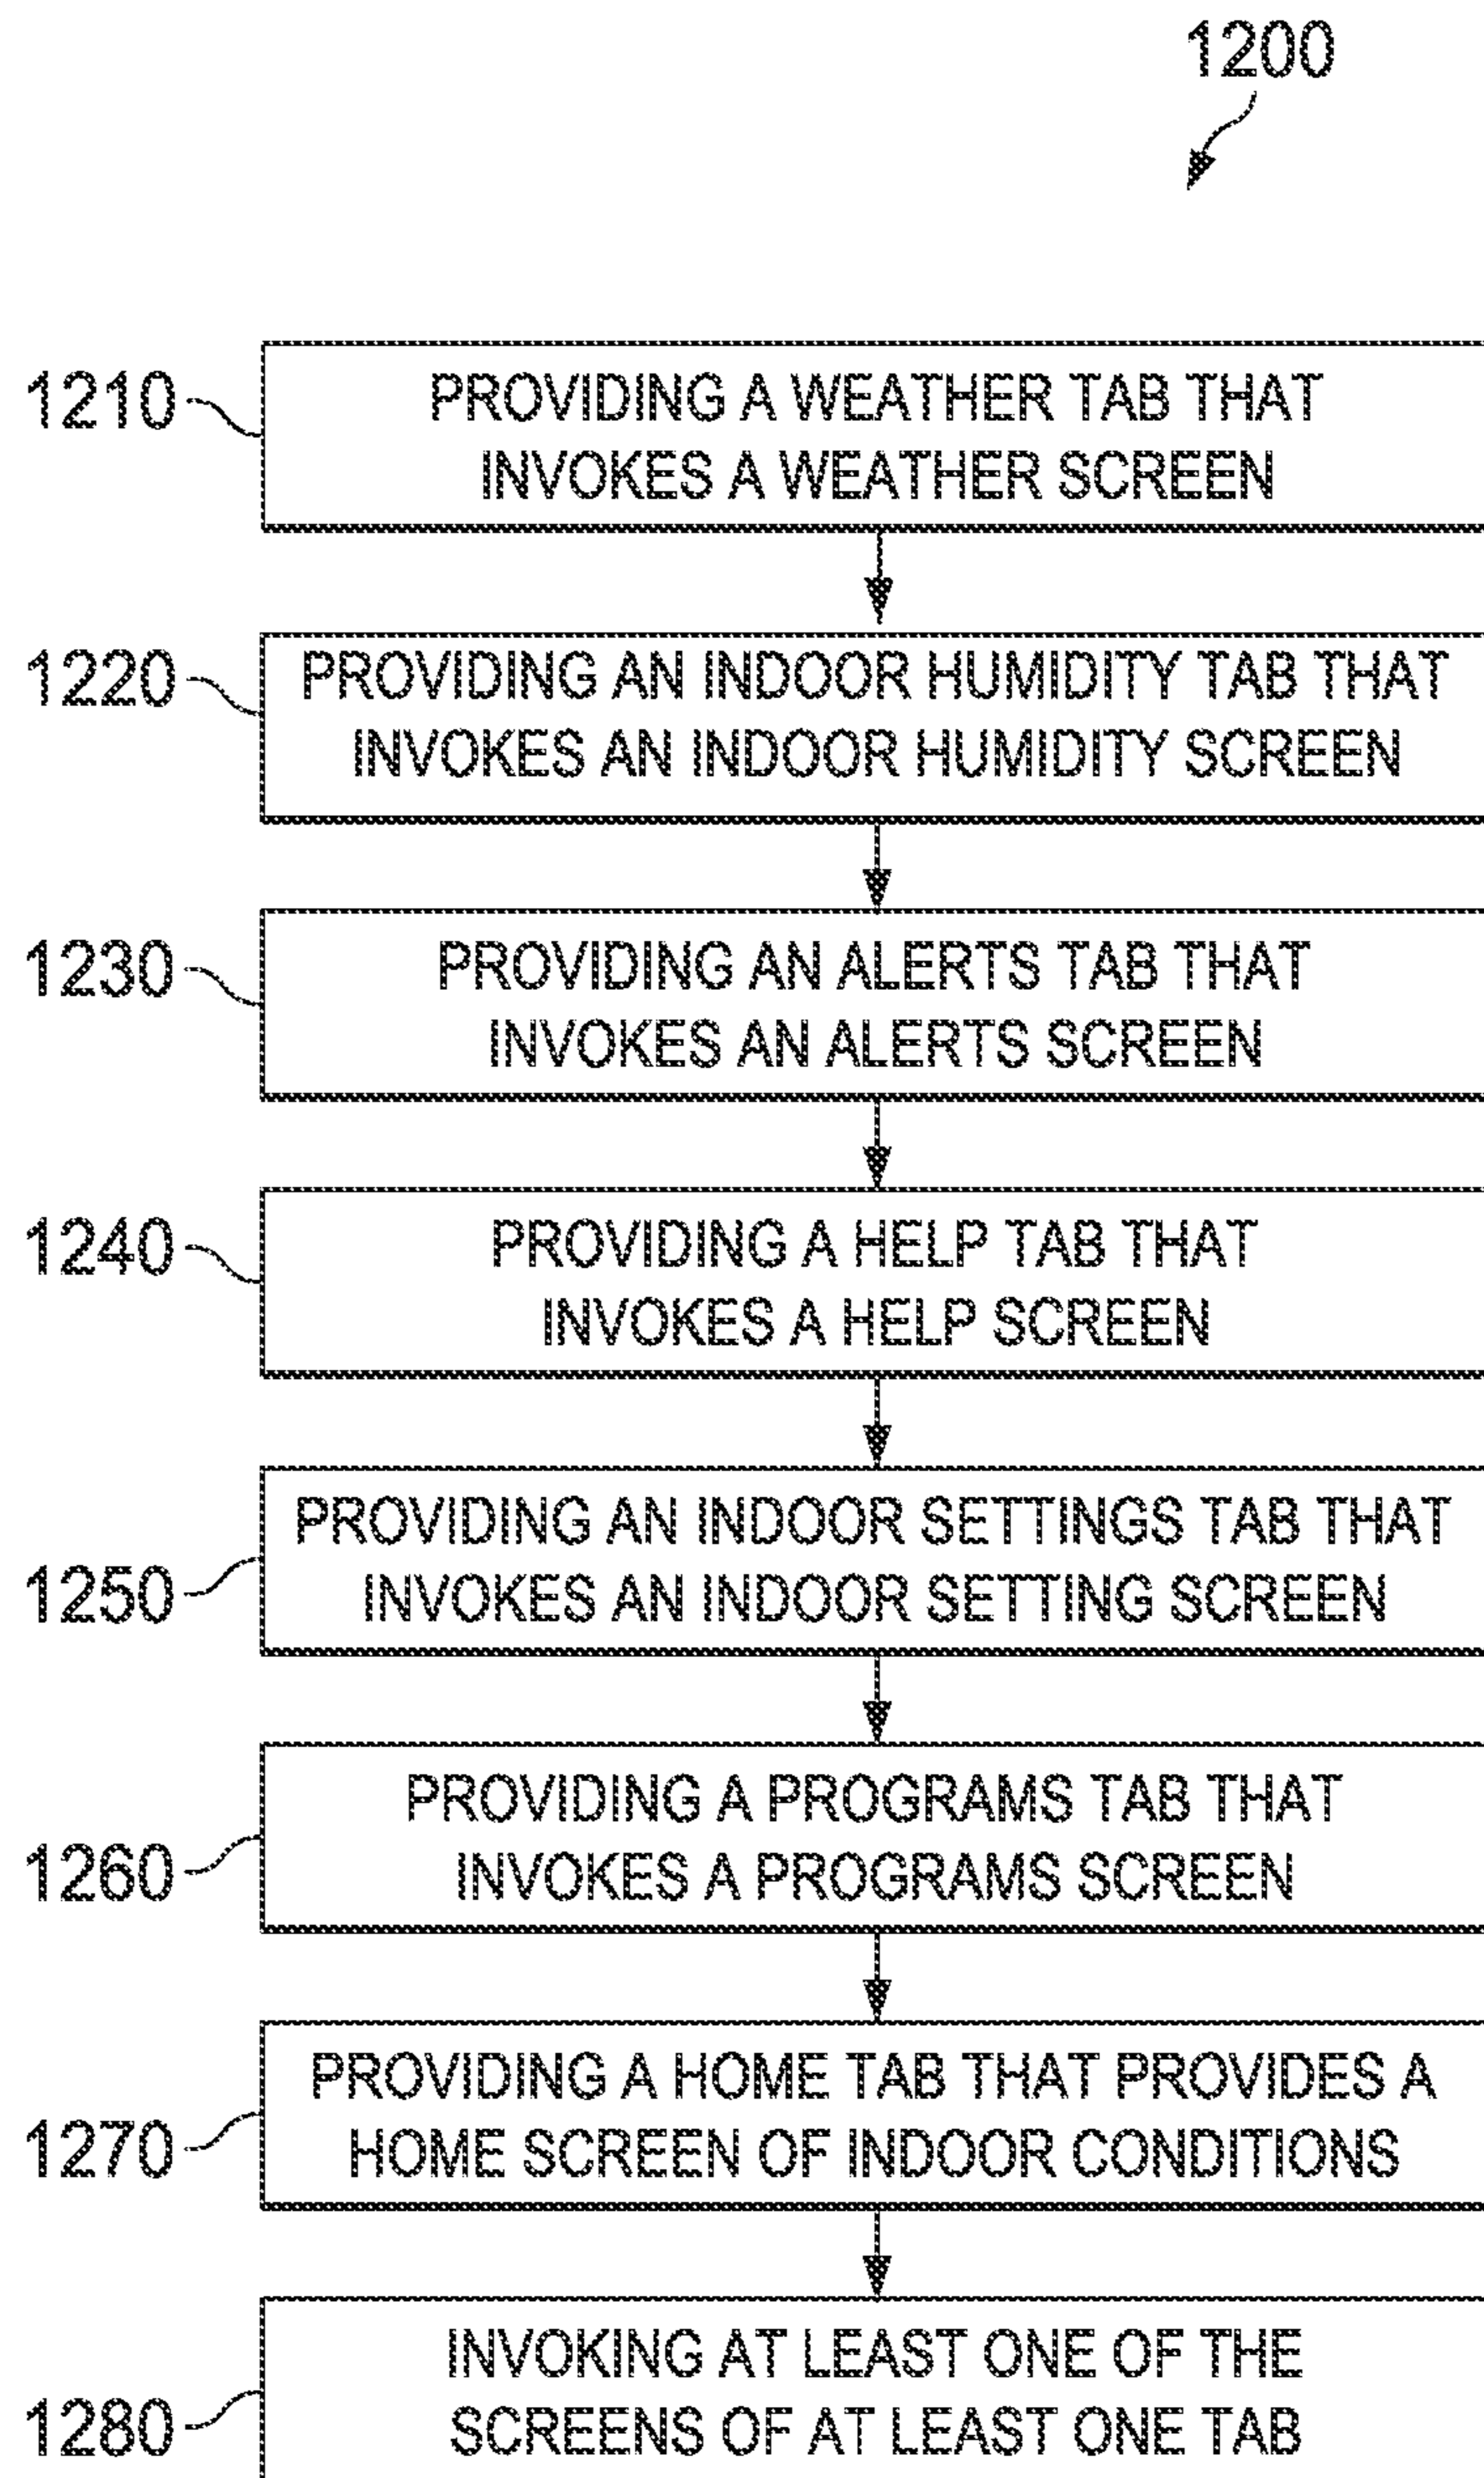 1200
1210
PROVIDING A WEATHER TAB THAT
INVOKES A WEATHER SCREEN
1220
PROVIDING AN INDOOR HUMIDITY TAB THAT
INVOKES AN INDOOR HUMIDITY SCREEN
1230
PROVIDING AN ALERTS TAB THAT
INVOKES AN ALERTS SCREEN
1240
PROVIDING A HELP TAB THAT
INVOKES A HELP SCREEN
1250
PROVIDING AN INDOOR SETTINGS TAB THAT
INVOKES AN INDOOR SETTING SCREEN
1260
PROVIDING A PROGRAMS TAB THAT
INVOKES A PROGRAMS SCREEN
1270
PROVIDING A HOME TAB THAT PROVIDES A
HOME SCREEN OF INDOOR CONDITIONS
1280
INVOKING AT LEAST ONE OF THE
SCREENS OF AT LEAST ONE TAB